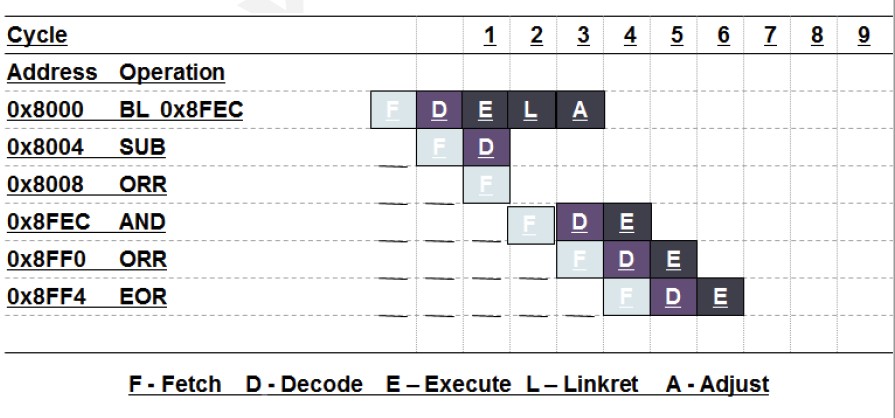 Cycle 1 2 3 4 5 6 7 8 9
Address Operation
0x8000 BL 0x8FEC F D E L A
0x8004 SUB F D
0x8008 ORR F
0x8FEC AND F D E
0x8FF0 ORR F D E
0x8FF4 EOR F D E
F - Fetch D - Decode E – Execute L – Linkret A - Adjust